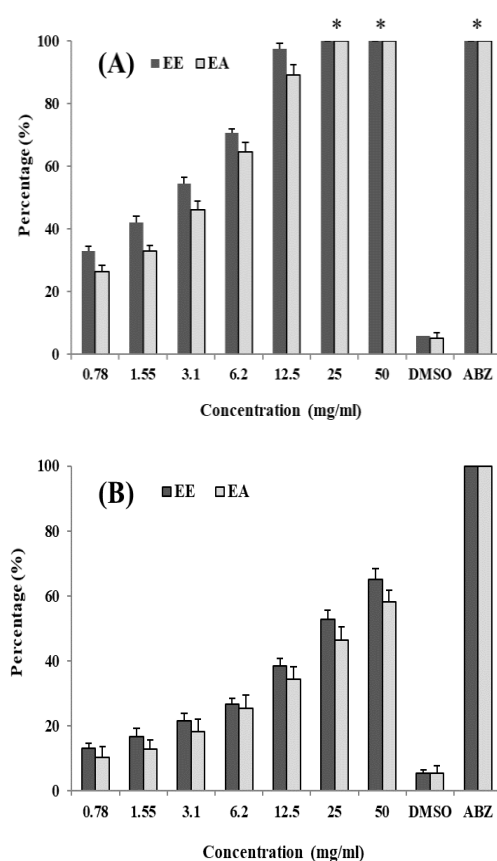 * * *
(A) EE EA
100
80
60
40
20
0
Percentage (%)
0.78 1.55 3.1 6.2 12.5 25 50 DMSO ABZ
Concentration (mg/ml)
(B) EE EA
100
80
60
40
20
0
Percentage (%)
0.78 1.55 3.1 6.2 12.5 25 50 DMSO ABZ
Concentration (mg/ml)